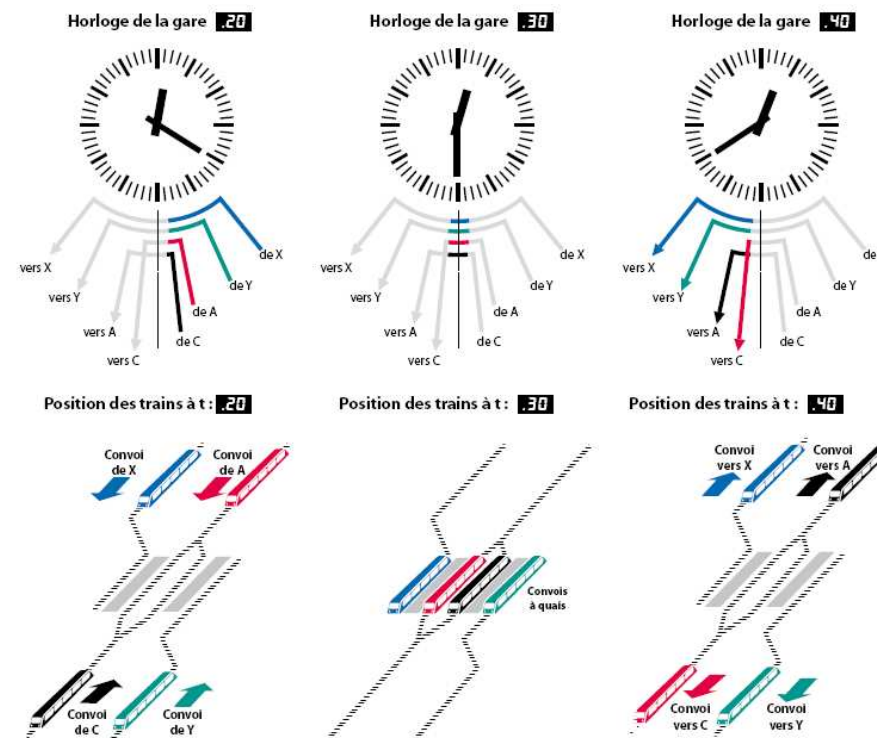 Horloge de la gare .20
Horloge de la gare .30
Horloge de la gare .40
vers X
vers Y
vers A
vers C
de X
de Y
de A
de C
vers X
vers Y
vers A
vers C
de X
de Y
de A
de C
vers X
vers Y
vers A
vers C
de
de Y
de A
de C
Position des trains à t : .20
Position des trains à t : .30
Position des trains à t : .40
Convoi
de X
Convoi
de A
Convoi
de C
Convoi
de Y
Convois
à quais
Convoi
vers X
Convoi
vers A
Convoi
vers C
Convoi
vers Y